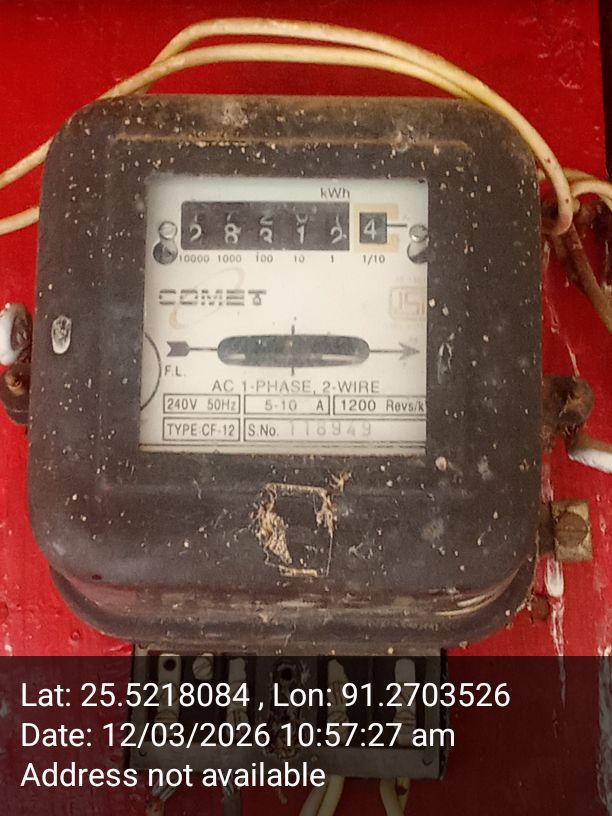 kWh
2 8 3 1 2 4
10000 1000 100 10 1 1/10
COMET
ISI
F.L.
AC 1-PHASE, 2-WIRE
240V 50Hz 5-10 A 1200 Revs/k
TYPE:CF-12 S.No. 118949
Lat: 25.5218084 , Lon: 91.2703526
Date: 12/03/2026 10:57:27 am
Address not available